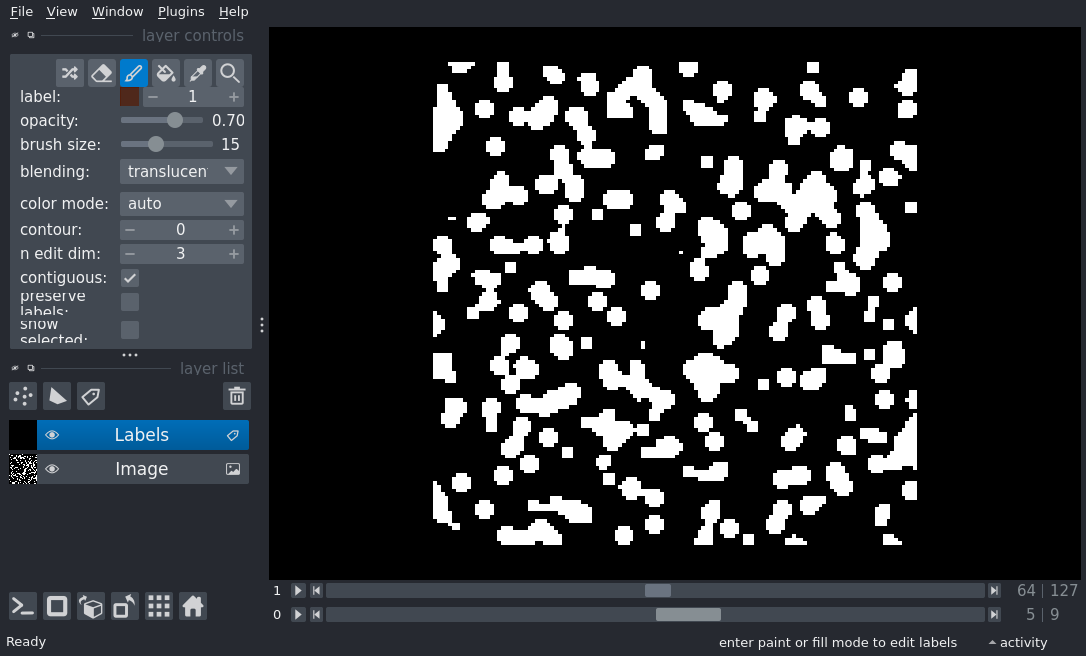 File View Window Plugins Help
layer controls
label: 1
opacity: 0.70
brush size: 15
blending: translucen
color mode: auto
contour: 0
n edit dim: 3
contiguous:
preserve
labels:
show
selected:
layer list
Labels
Image
1 64 | 127
0 5 | 9
Ready enter paint or fill mode to edit labels activity